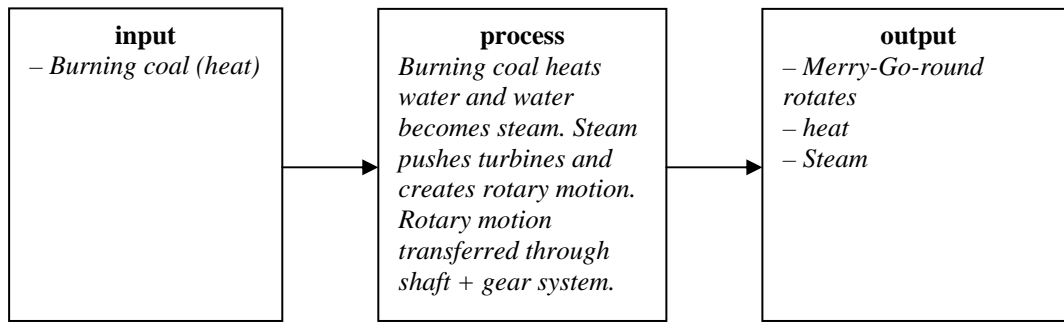 input
– Burning coal (heat)
process
Burning coal heats
water and water
becomes steam. Steam
pushes turbines and
creates rotary motion.
Rotary motion
transferred through
shaft + gear system.
output
– Merry-Go-round
rotates
– heat
– Steam